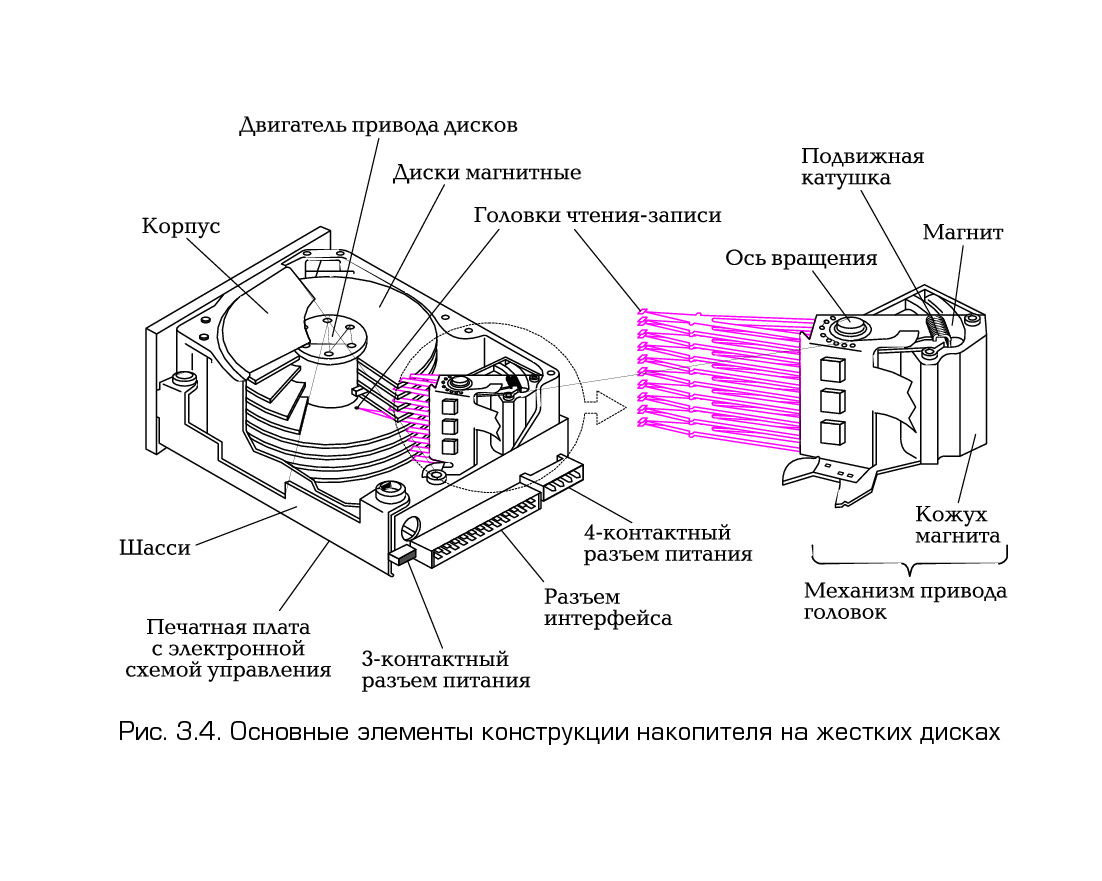 Двигатель привода дисков
Диски магнитные
Головки чтения-записи
Корпус
Подвижная
катушка
Магнит
Ось вращения
Шасси
4-контактный
разъем питания
Кожух
магнита
Разъем
интерфейса
Механизм привода
головок
Печатная плата
с электронной
схемой управления
3-контактный
разъем питания
Рис. 3.4. Основные элементы конструкции накопителя на жестких дисках